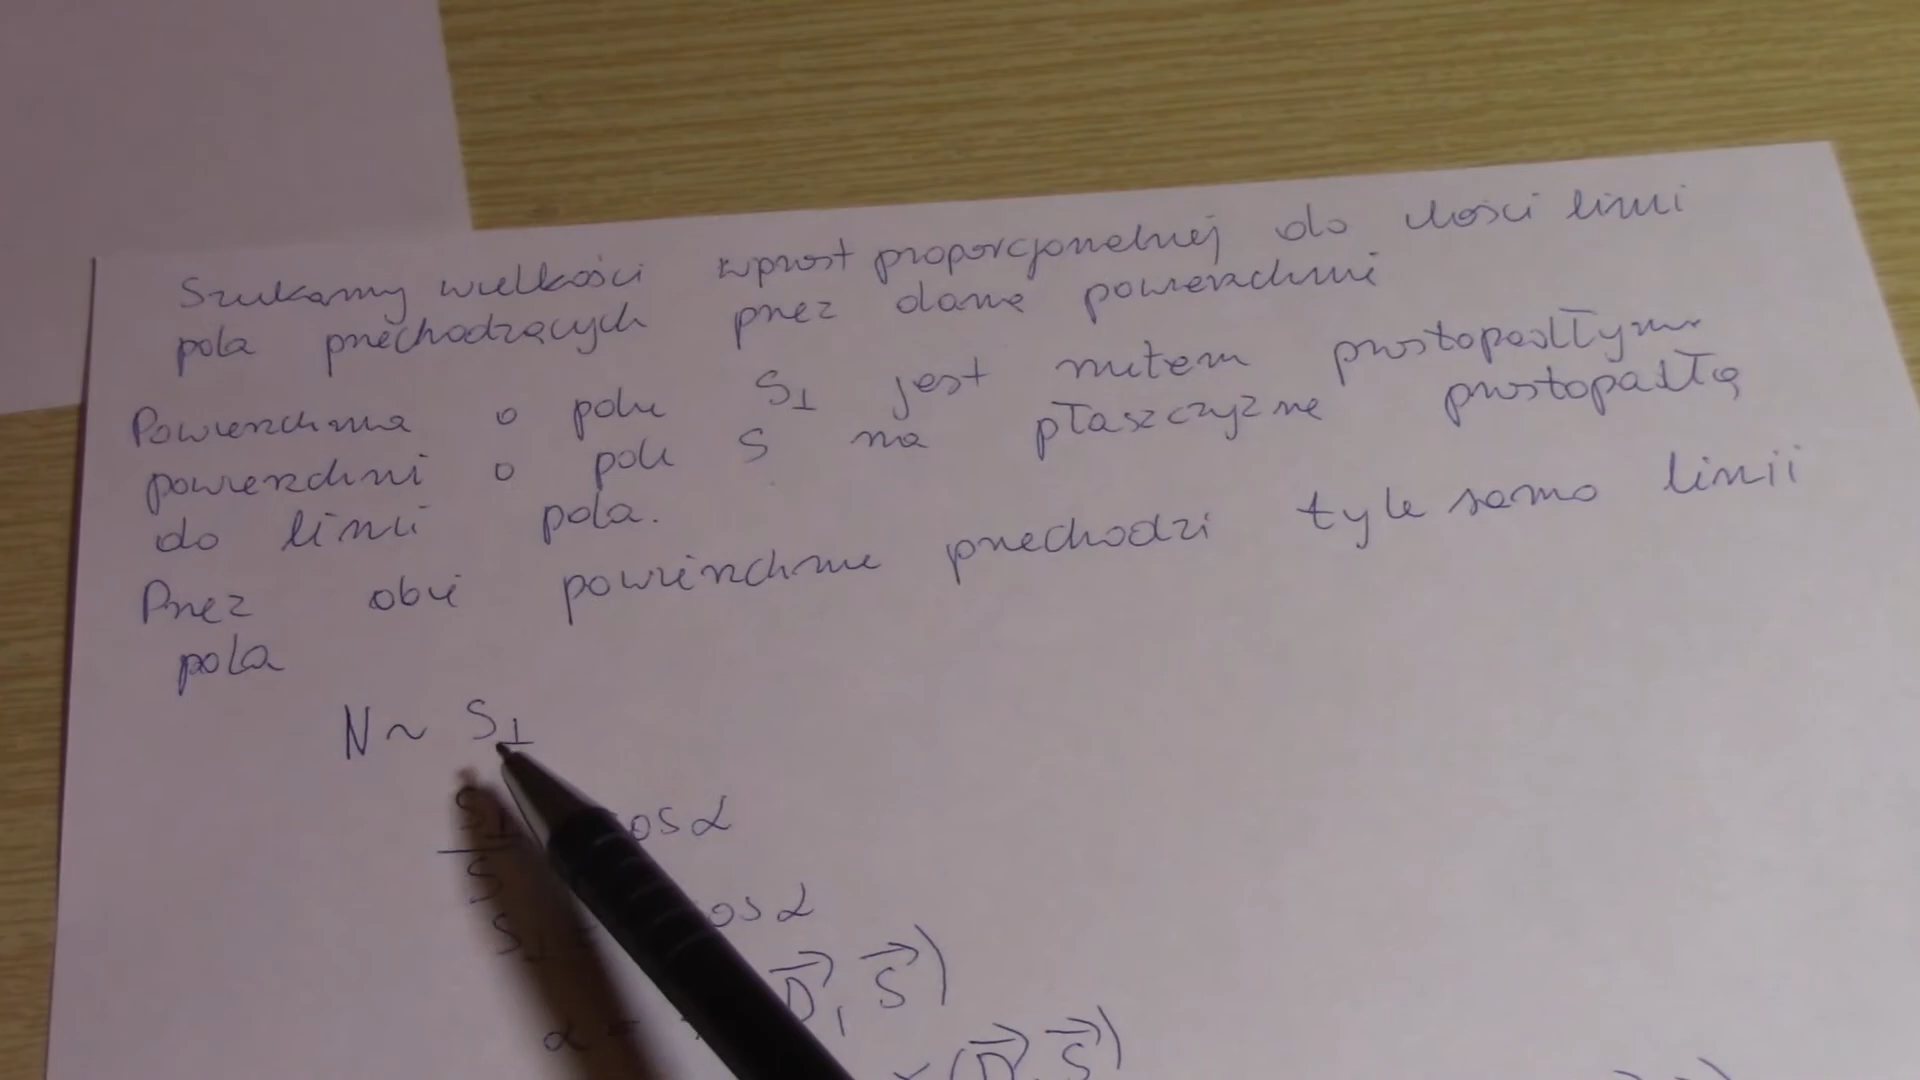 Szukamy wielkości wprost proporcjonalnej do ilości linii
pola przechodzących przez daną powierzchnię
Powierzchnia o polu S⊥ jest rzutem prostopadłym
powierzchni o polu S na płaszczyznę prostopadłą
do linii pola.
Przez obie powierzchnie przechodzi tyle samo linii
pola
N ~ S⊥
S⊥/S cos α
S⊥ = cos α
α = (D⃗, S⃗)
(D⃗, S⃗)